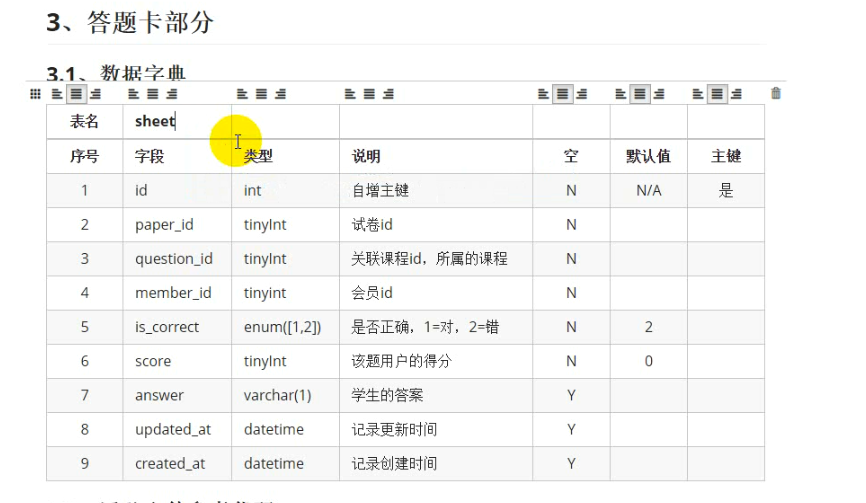 3、答题卡部分
3.1、数据字典
表名 sheet
序号 字段 类型 说明 空 默认值 主键
1 id int 自增主键 N N/A 是
2 paper_id tinyInt 试卷id N
3 question_id tinyInt 关联课程id，所属的课程 N
4 member_id tinyint 会员id N
5 is_correct enum([1,2]) 是否正确，1=对，2=错 N 2
6 score tinyInt 该题用户的得分 N 0
7 answer varchar(1) 学生的答案 Y
8 updated_at datetime 记录更新时间 Y
9 created_at datetime 记录创建时间 Y